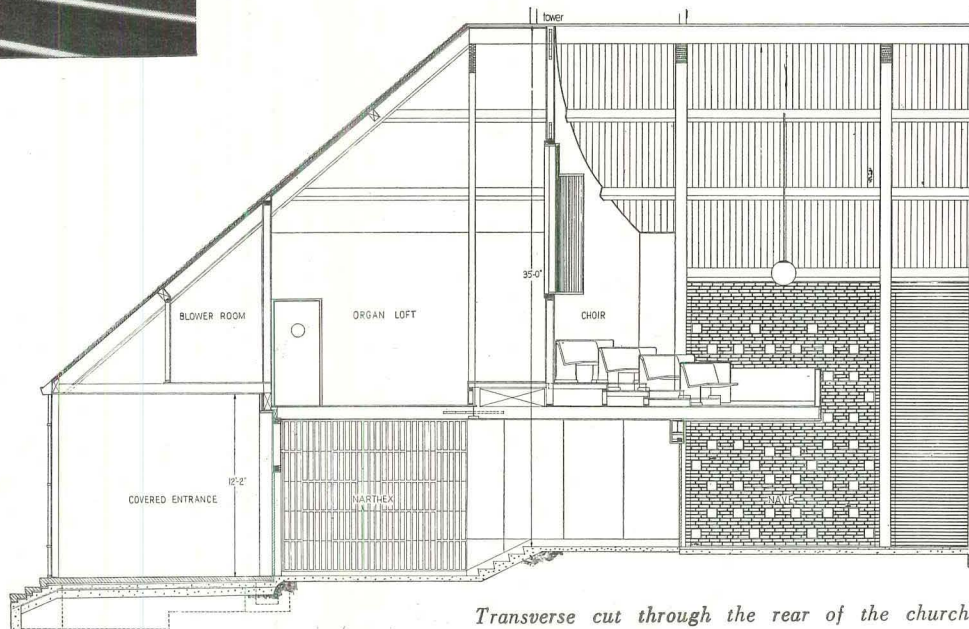 tower
35'-0"
BLOWER ROOM
ORGAN LOFT
CHOIR
12'-2"
COVERED ENTRANCE
NARTHEX
NAVE
Transverse cut through the rear of the church